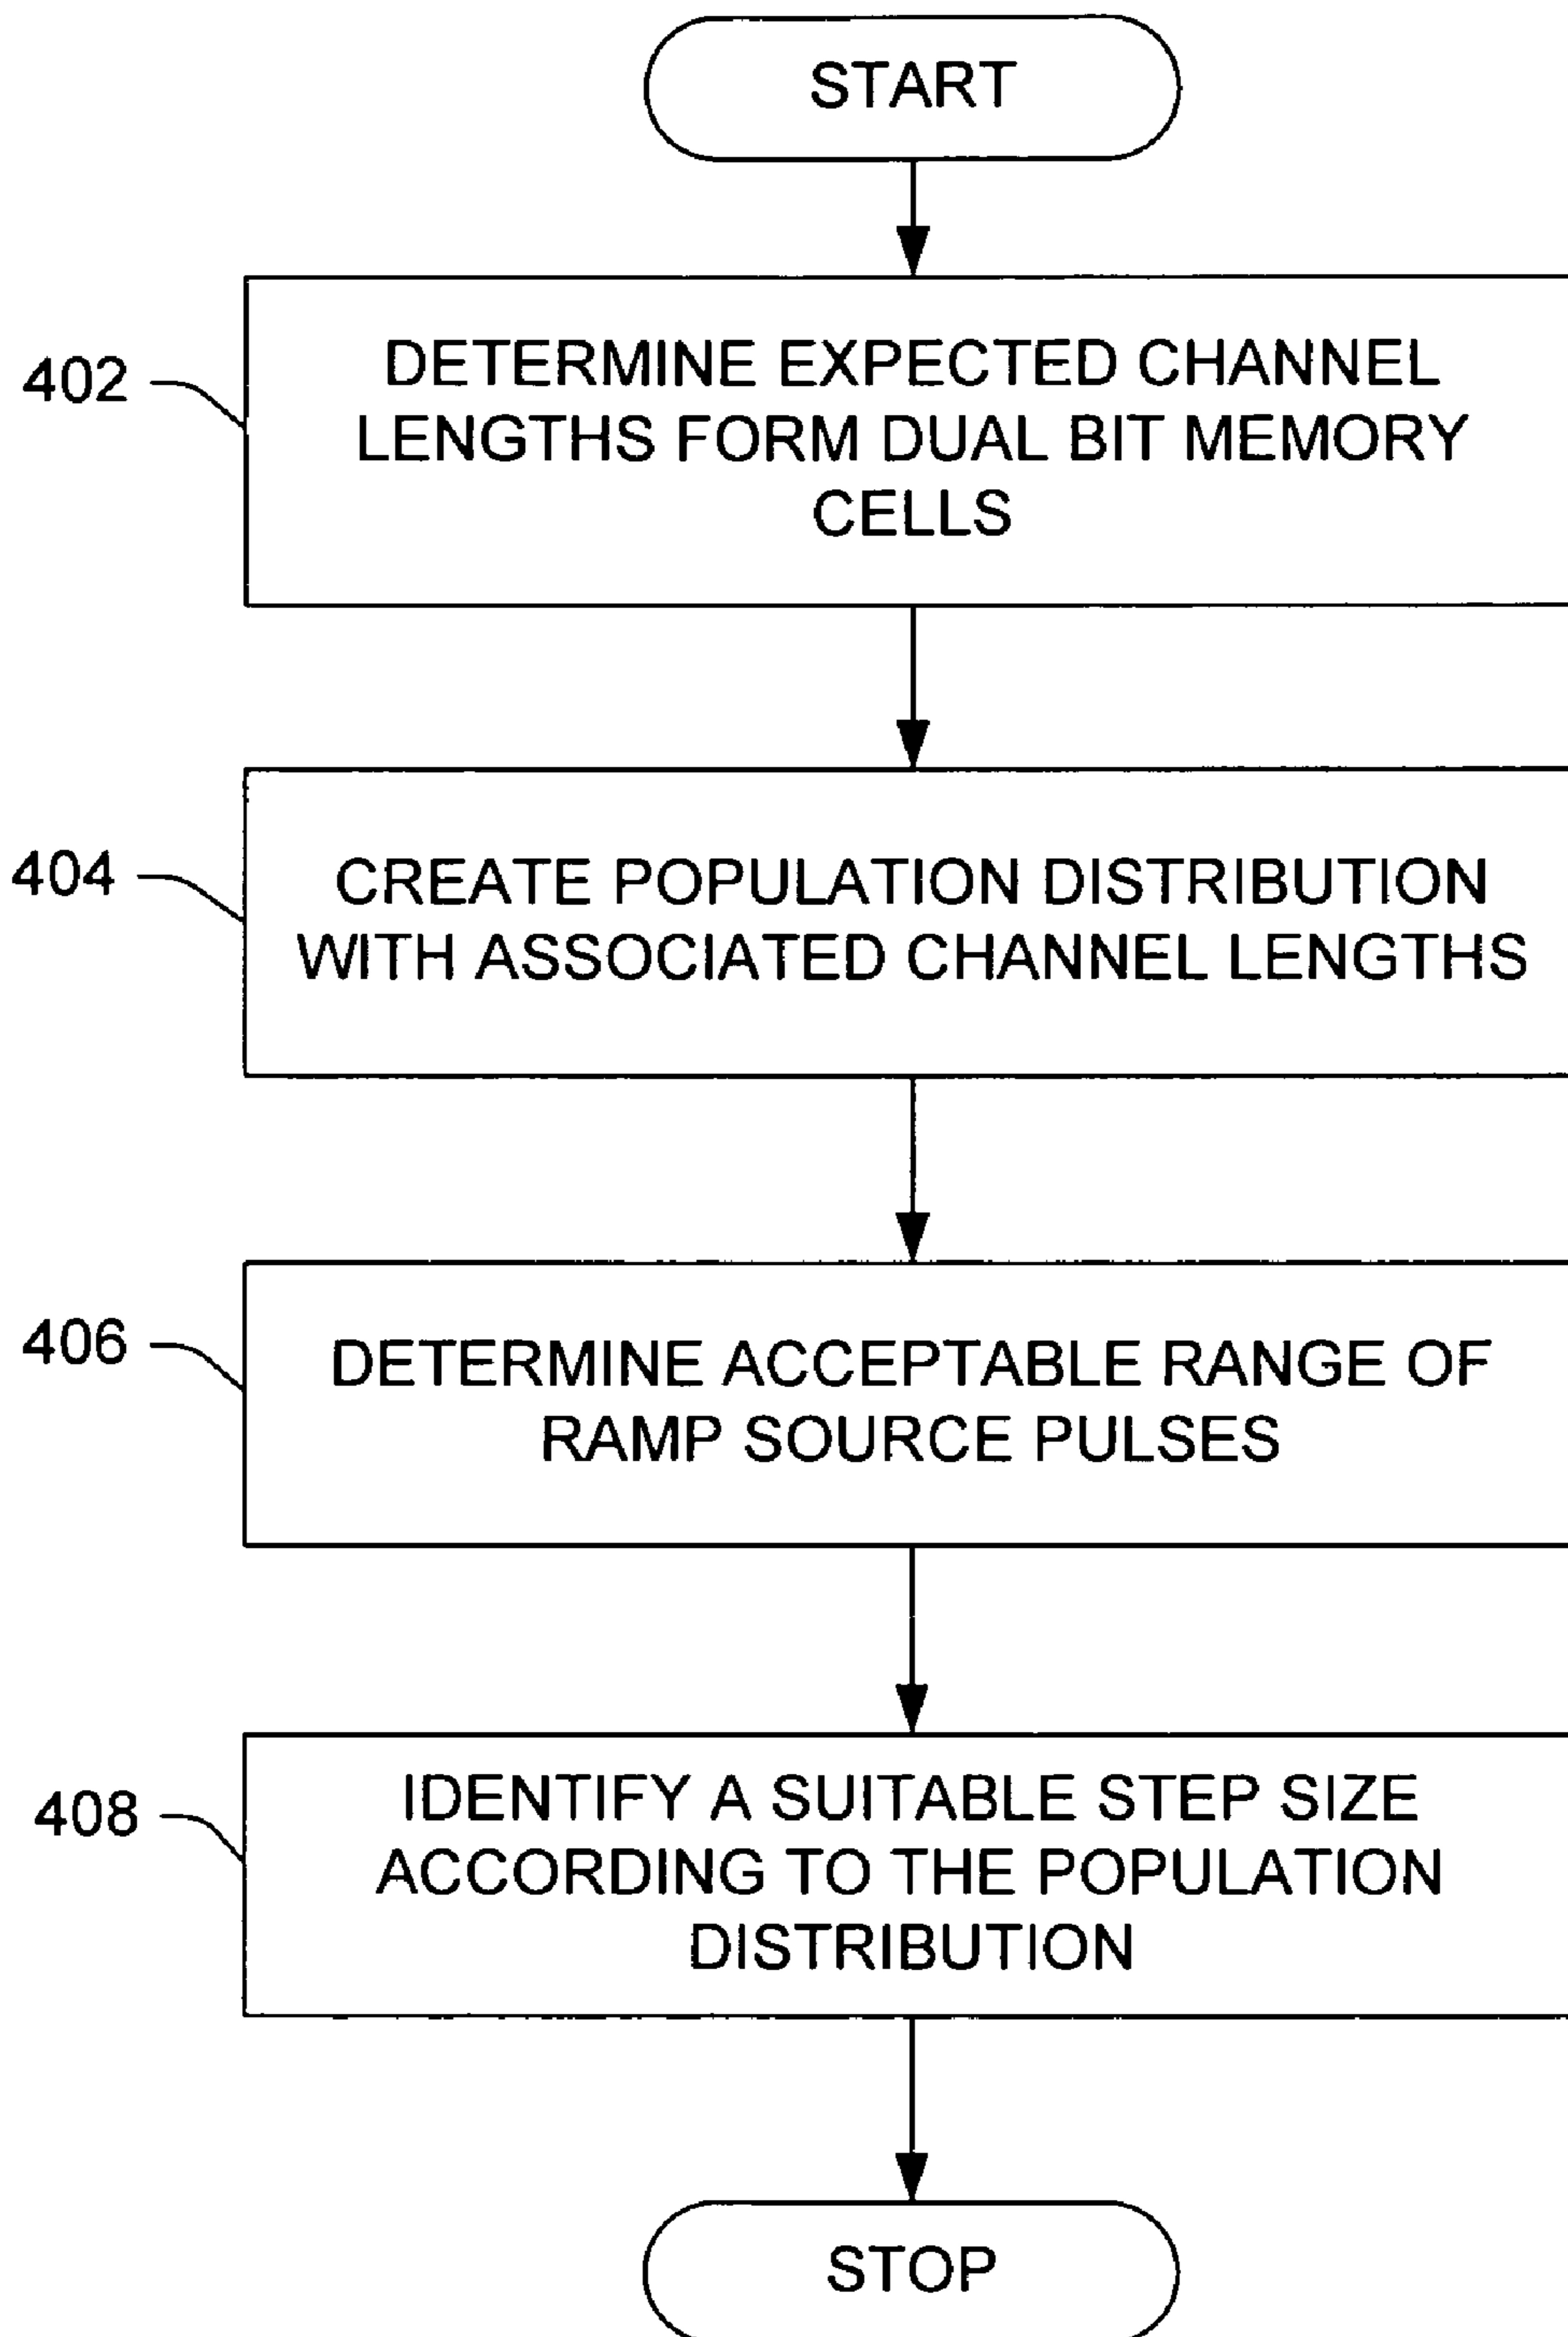 START
402
DETERMINE EXPECTED CHANNEL
LENGTHS FORM DUAL BIT MEMORY
CELLS
404
CREATE POPULATION DISTRIBUTION
WITH ASSOCIATED CHANNEL LENGTHS
406
DETERMINE ACCEPTABLE RANGE OF
RAMP SOURCE PULSES
408
IDENTIFY A SUITABLE STEP SIZE
ACCORDING TO THE POPULATION
DISTRIBUTION
STOP